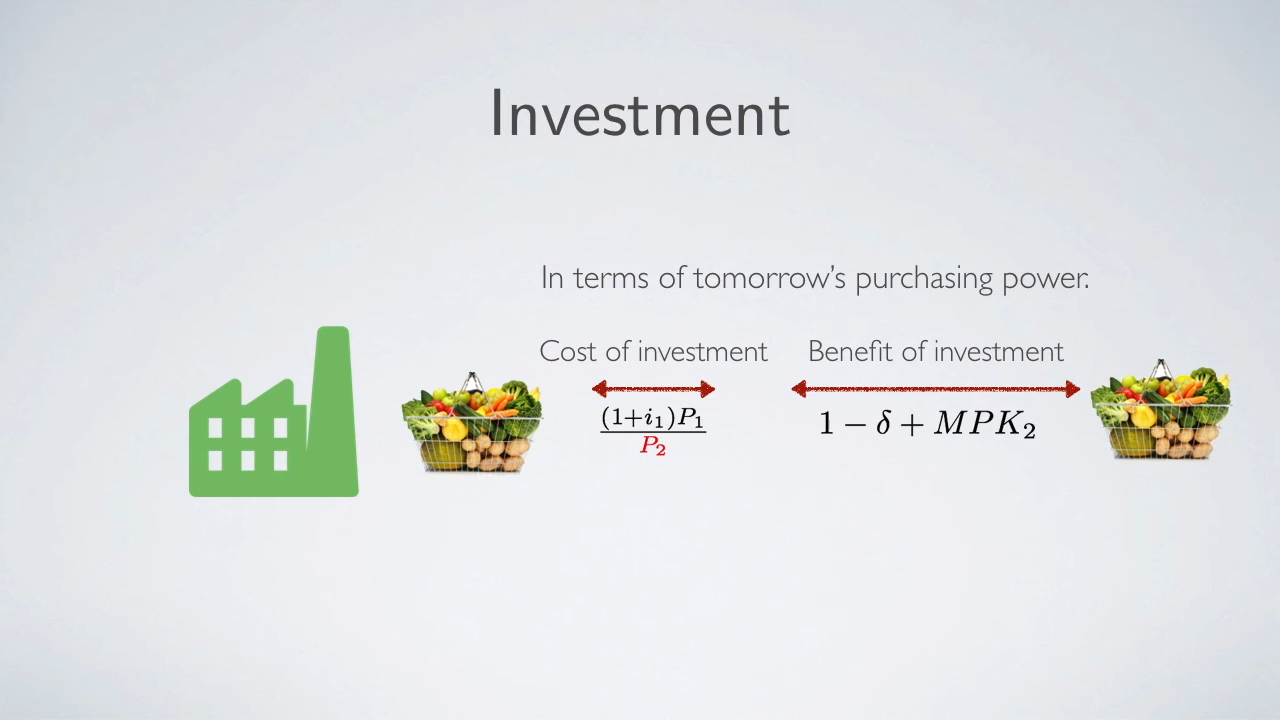 Investment
In terms of tomorrow's purchasing power.
Cost of investment
Benefit of investment
(1+i₁)P₁
P₂
1 − δ + MPK₂